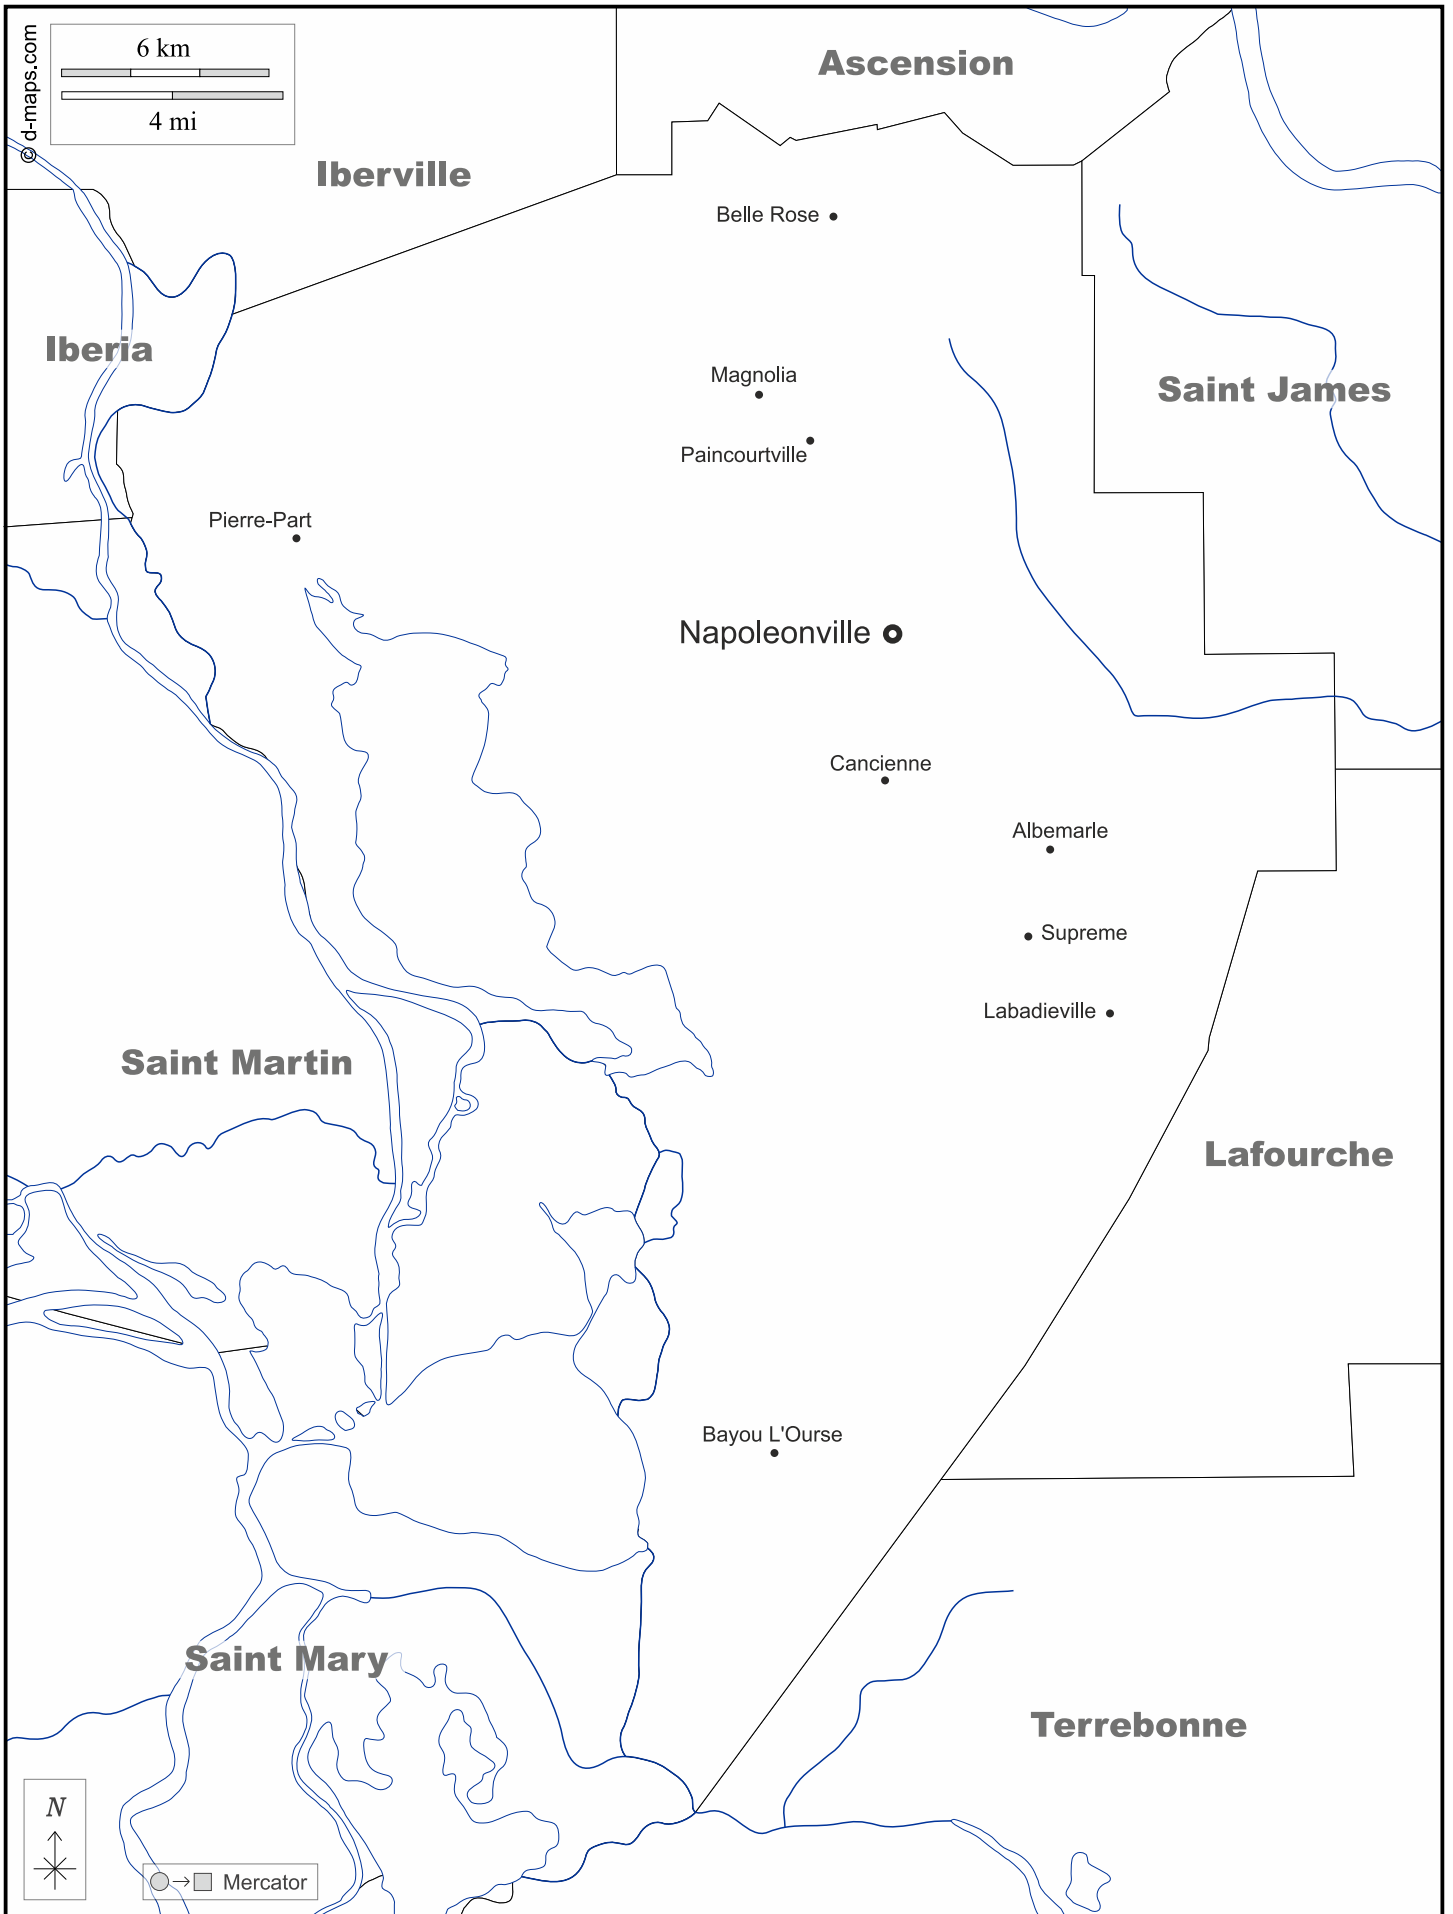 © d-maps.com
6 km
4 mi
Ascension
Iberville
Belle Rose
Iberia
Magnolia
Saint James
Paincourtville
Pierre-Part
Napoleonville
Cancienne
Albemarle
Supreme
Labadieville
Saint Martin
Lafourche
Bayou L'Ourse
Saint Mary
Terrebonne
N
Mercator